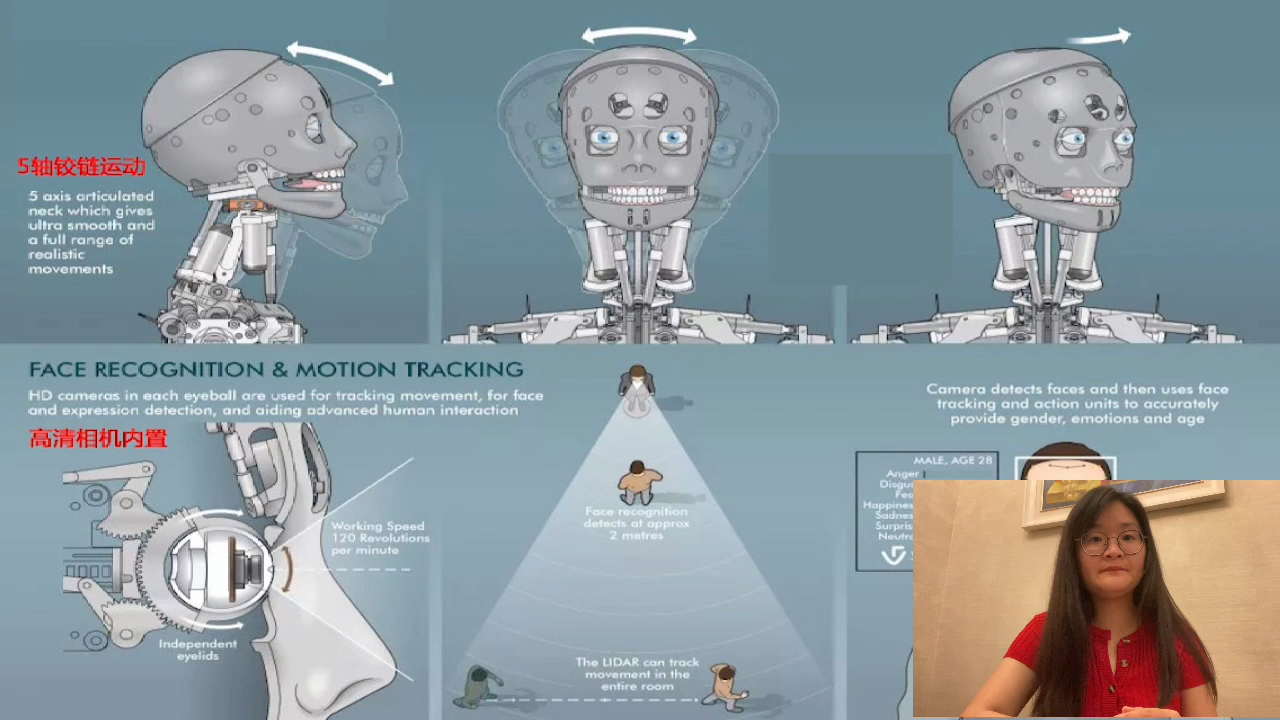 5轴铰链运动
5 axis articulated
neck which gives
ultra smooth and
a full range of
realistic
movements
FACE RECOGNITION & MOTION TRACKING
HD cameras in each eyeball are used for tracking movement, for face
and expression detection, and aiding advanced human interaction
高清相机内置
Working Speed
120 Revolutions
per minute
Independent
eyelids
Face recognition
detects at approx
2 metres
The LIDAR can track
movement in the
entire room
Camera detects faces and then uses face
tracking and action units to accurately
provide gender, emotions and age
MALE, AGE 28
Anger